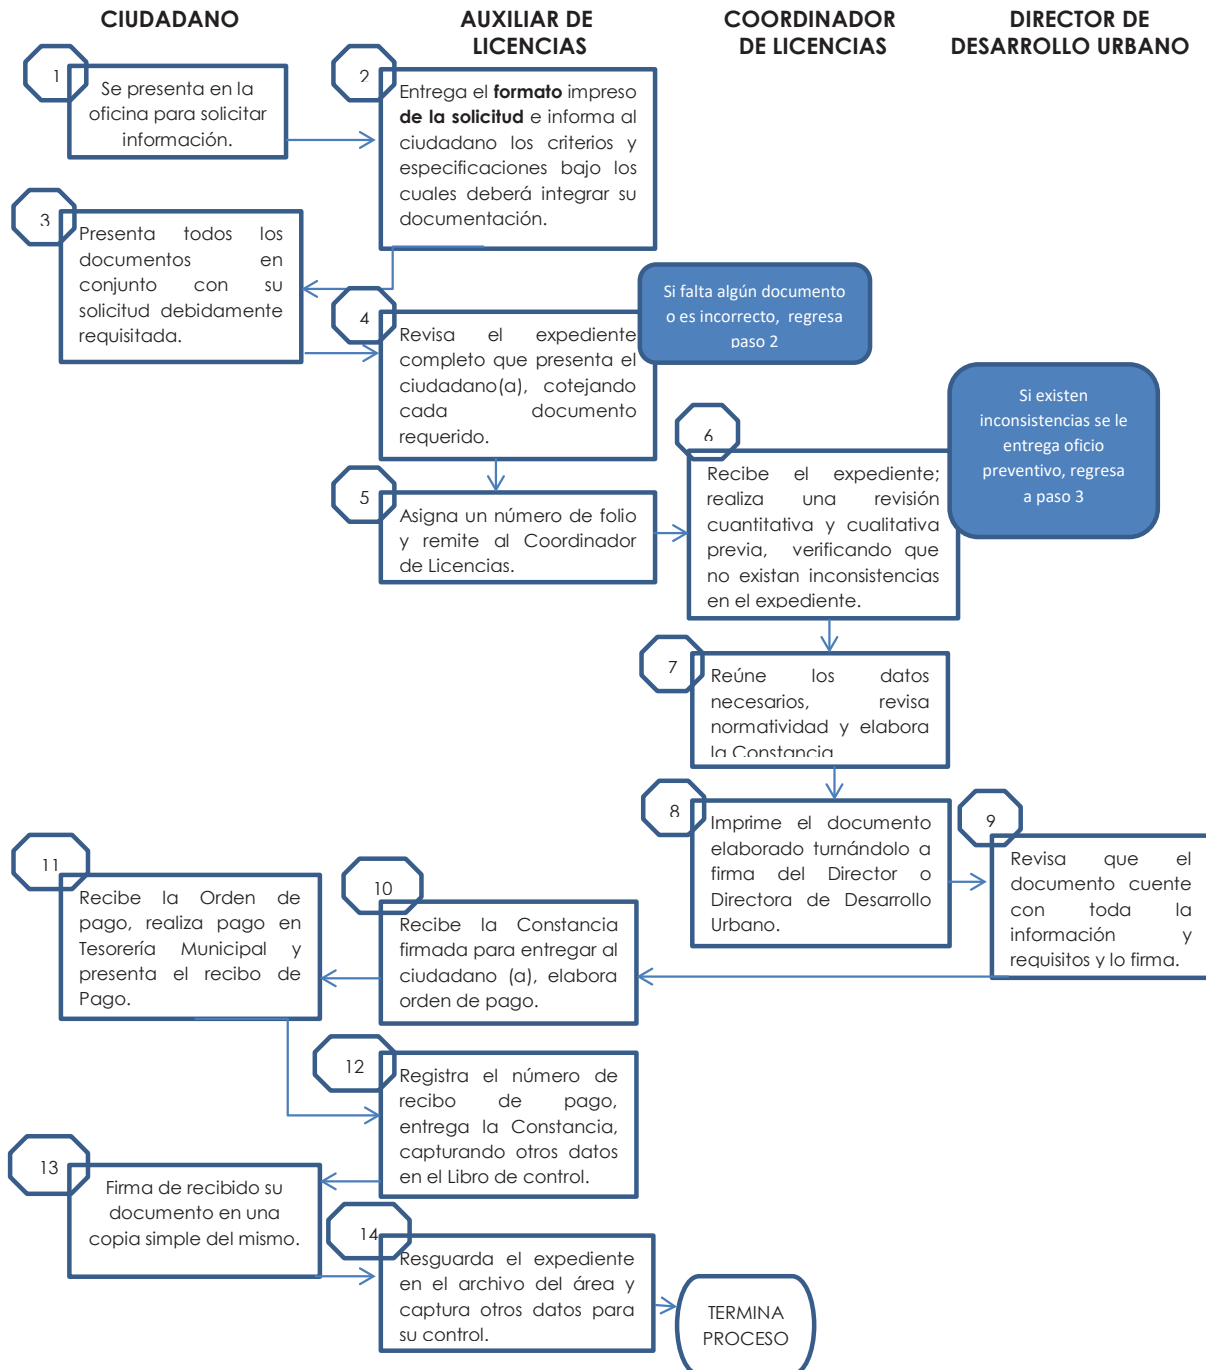 CIUDADANO
AUXILIAR DE
LICENCIAS
COORDINADOR
DE LICENCIAS
DIRECTOR DE
DESARROLLO URBANO
1
Se presenta en la
oficina para solicitar
información.
2
Entrega el formato impreso
de la solicitud e informa al
ciudadano los criterios y
especificaciones bajo los
cuales deberá integrar su
documentación.
3
Presenta todos los
documentos en
conjunto con su
solicitud debidamente
requisitada.
4
Revisa el expediente
completo que presenta el
ciudadano(a), cotejando
cada documento
requerido.
Si falta algún documento
o es incorrecto, regresa
paso 2
5
Asigna un número de folio
y remite al Coordinador
de Licencias.
6
Recibe el expediente;
realiza una revisión
cuantitativa y cualitativa
previa, verificando que
no existan inconsistencias
en el expediente.
Si existen
inconsistencias se le
entrega oficio
preventivo, regresa
a paso 3
7
Reúne los datos
necesarios, revisa
normatividad y elabora
la Constancia
8
Imprime el documento
elaborado turnándolo a
firma del Director o
Directora de Desarrollo
Urbano.
9
Revisa que el
documento cuente
con toda la
información y
requisitos y lo firma.
10
Recibe la Constancia
firmada para entregar al
ciudadano (a), elabora
orden de pago.
11
Recibe la Orden de
pago, realiza pago en
Tesorería Municipal y
presenta el recibo de
Pago.
12
Registra el número de
recibo de pago,
entrega la Constancia,
capturando otros datos
en el Libro de control.
13
Firma de recibido su
documento en una
copia simple del mismo.
14
Resguarda el expediente
en el archivo del área y
captura otros datos para
su control.
TERMINA
PROCESO